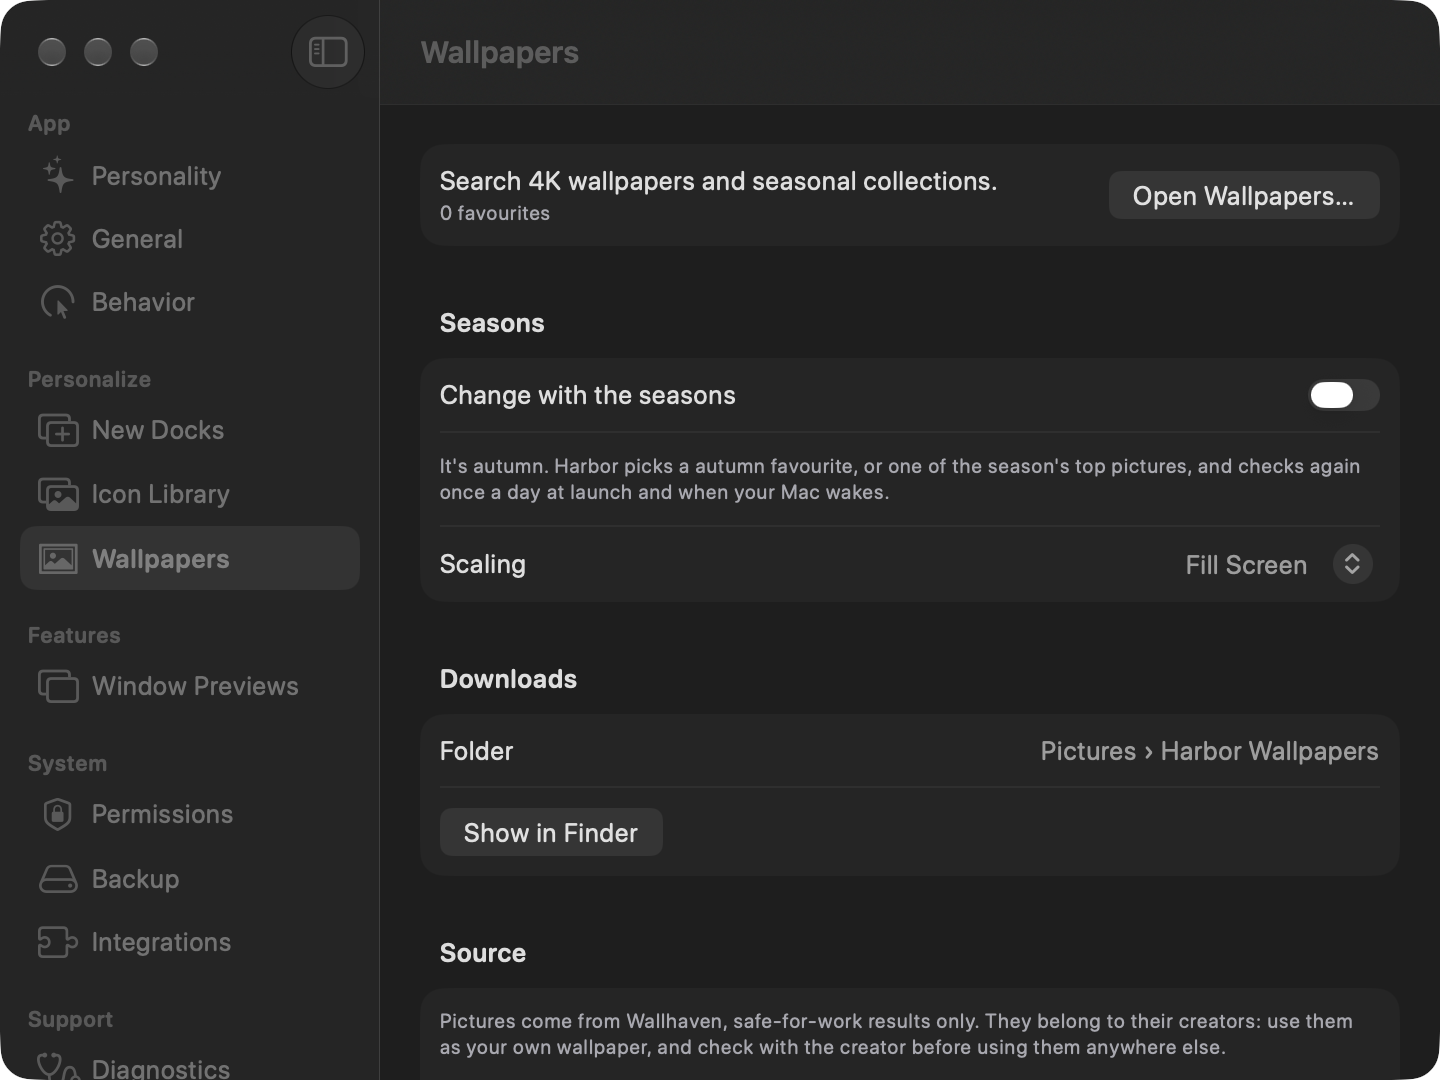 Wallpapers
App
Personality
General
Behavior
Personalize
New Docks
Icon Library
Wallpapers
Features
Window Previews
System
Permissions
Backup
Integrations
Support
Diagnostics
Search 4K wallpapers and seasonal collections.
0 favourites
Open Wallpapers...
Seasons
Change with the seasons
It's autumn. Harbor picks a autumn favourite, or one of the season's top pictures, and checks again
once a day at launch and when your Mac wakes.
Scaling
Fill Screen
Downloads
Folder
Pictures › Harbor Wallpapers
Show in Finder
Source
Pictures come from Wallhaven, safe-for-work results only. They belong to their creators: use them
as your own wallpaper, and check with the creator before using them anywhere else.